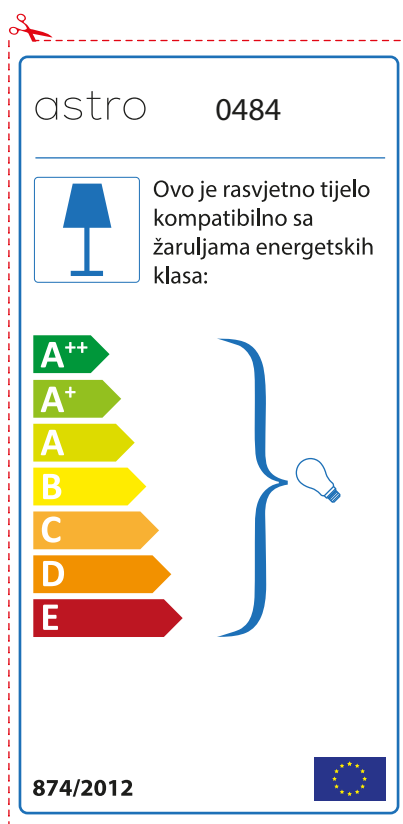 astro 0484
Ovo je rasvjetno tijelo
kompatibilno sa
žaruljama energetskih
klasa:
A++
A+
A
B
C
D
E
874/2012